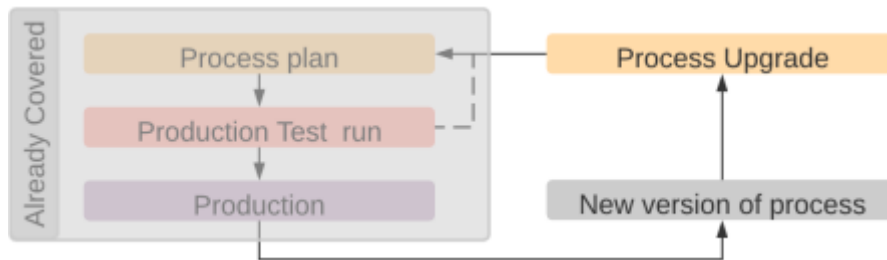 Already Covered
Process plan
Production Test run
Production
Process Upgrade
New version of process